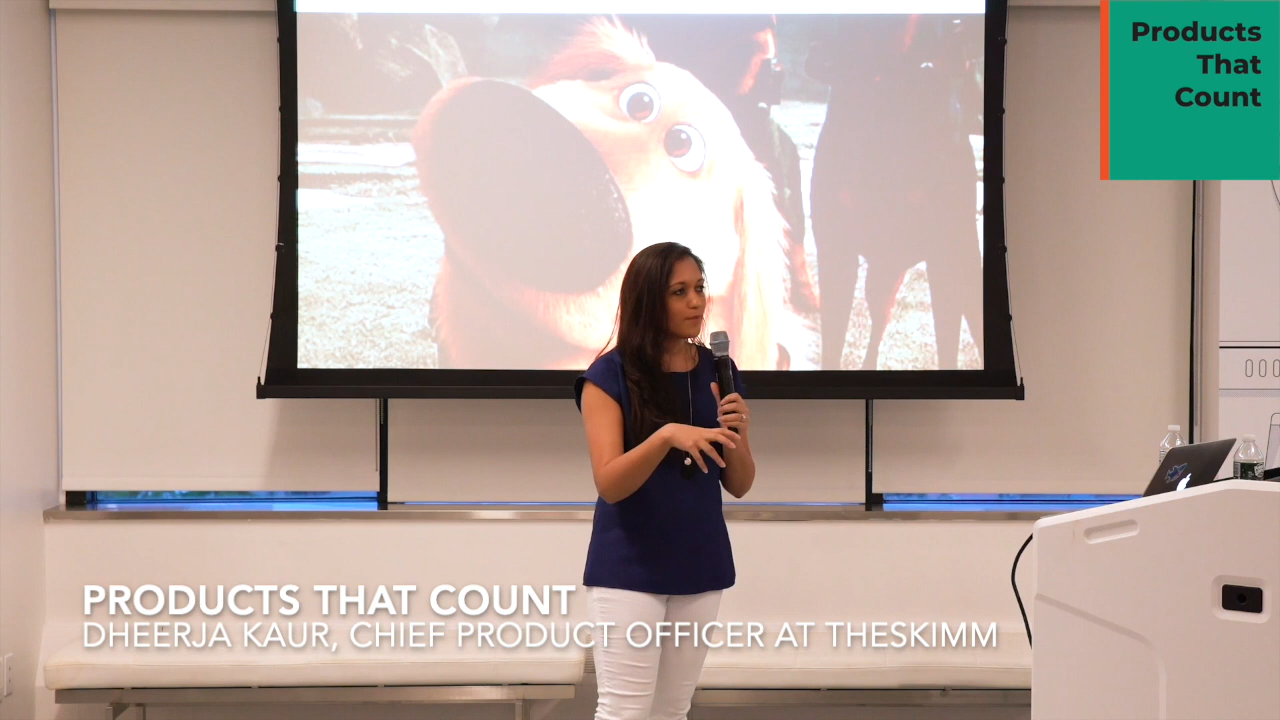 Products
That
Count
PRODUCTS THAT COUNT
DHEERJA KAUR, CHIEF PRODUCT OFFICER AT THESKIMM